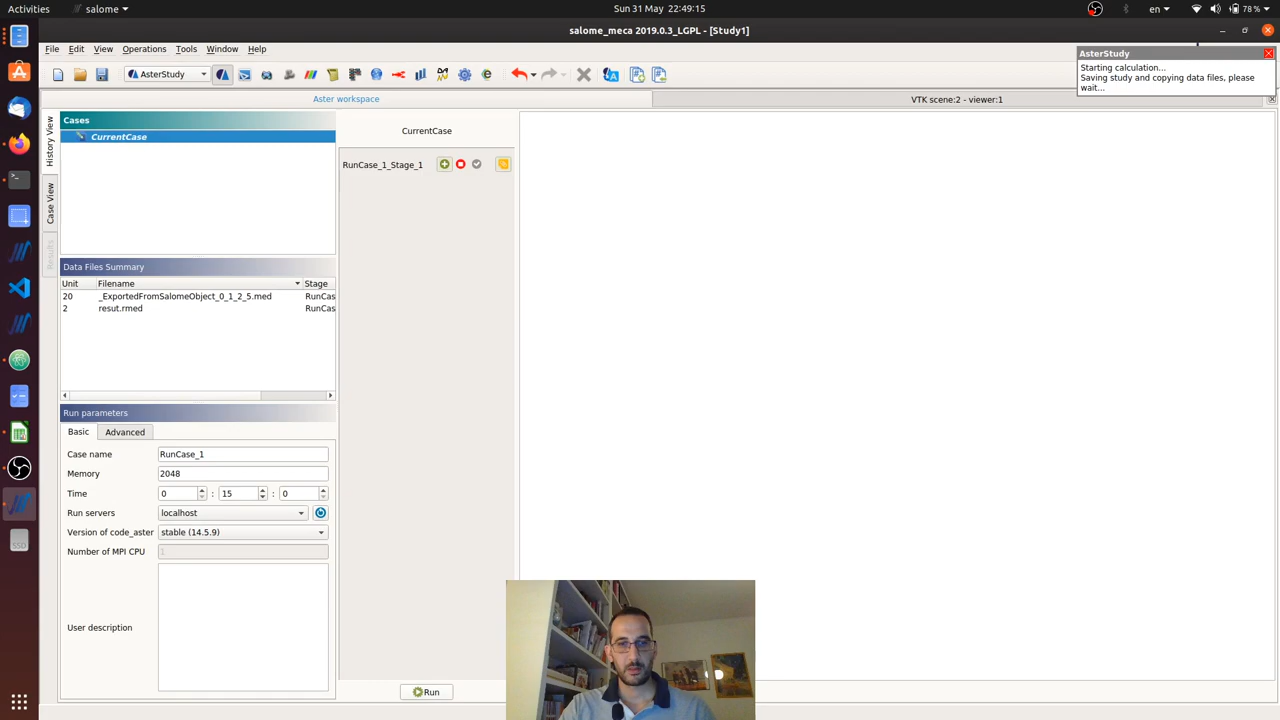 Activities
salome
Sun 31 May 22:49:15
en
78 %
salome_meca 2019.0.3_LGPL - [Study1]
File Edit View Operations Tools Window Help
AsterStudy
Starting calculation...
Saving study and copying data files, please
wait...
AsterStudy
Aster workspace
VTK scene:2 - viewer:1
History View
Case View
Results
Cases
CurrentCase
CurrentCase
RunCase_1_Stage_1
Data Files Summary
Unit Filename Stage
20 _ExportedFromSalomeObject_0_1_2_5.med RunCas
2 resut.rmed RunCas
Run parameters
Basic Advanced
Case name RunCase_1
Memory 2048
Time 0 : 15 : 0
Run servers localhost
Version of code_aster stable (14.5.9)
Number of MPI CPU 1
User description
Run
SSD